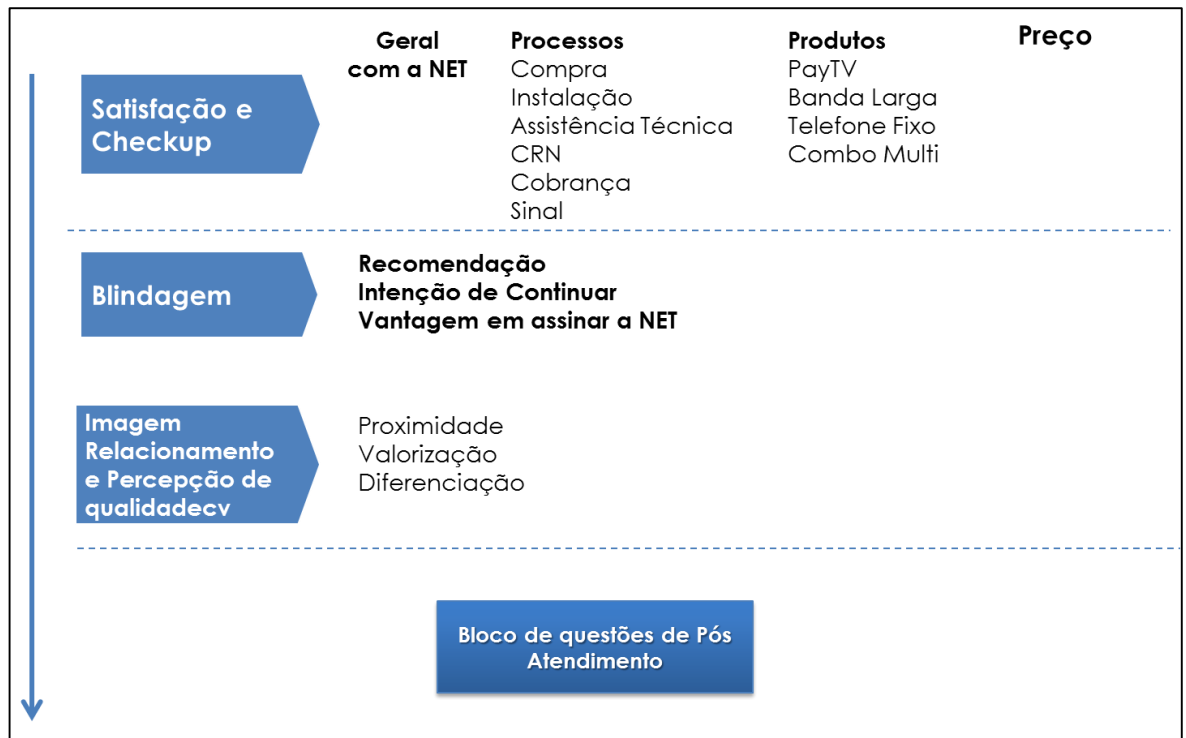 Geral
com a NET
Processos
Compra
Instalação
Assistência Técnica
CRN
Cobrança
Sinal
Produtos
PayTV
Banda Larga
Telefone Fixo
Combo Multi
Preço
Satisfação e
Checkup
Blindagem
Recomendação
Intenção de Continuar
Vantagem em assinar a NET
Imagem
Relacionamento
e Percepção de
qualidadecv
Proximidade
Valorização
Diferenciação
Bloco de questões de Pós
Atendimento